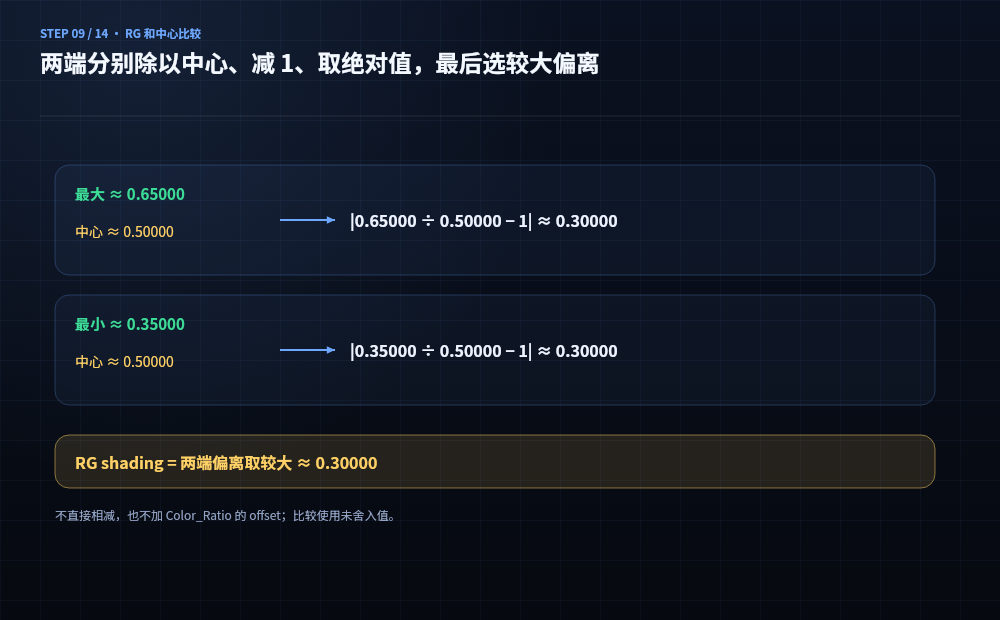 STEP 09 / 14 · RG 和中心比较
两端分别除以中心、减 1、取绝对值，最后选较大偏离
最大 ≈ 0.65000
中心 ≈ 0.50000
|0.65000 ÷ 0.50000 − 1| ≈ 0.30000
最小 ≈ 0.35000
中心 ≈ 0.50000
|0.35000 ÷ 0.50000 − 1| ≈ 0.30000
RG shading = 两端偏离取较大 ≈ 0.30000
不直接相减，也不加 Color_Ratio 的 offset；比较使用未舍入值。